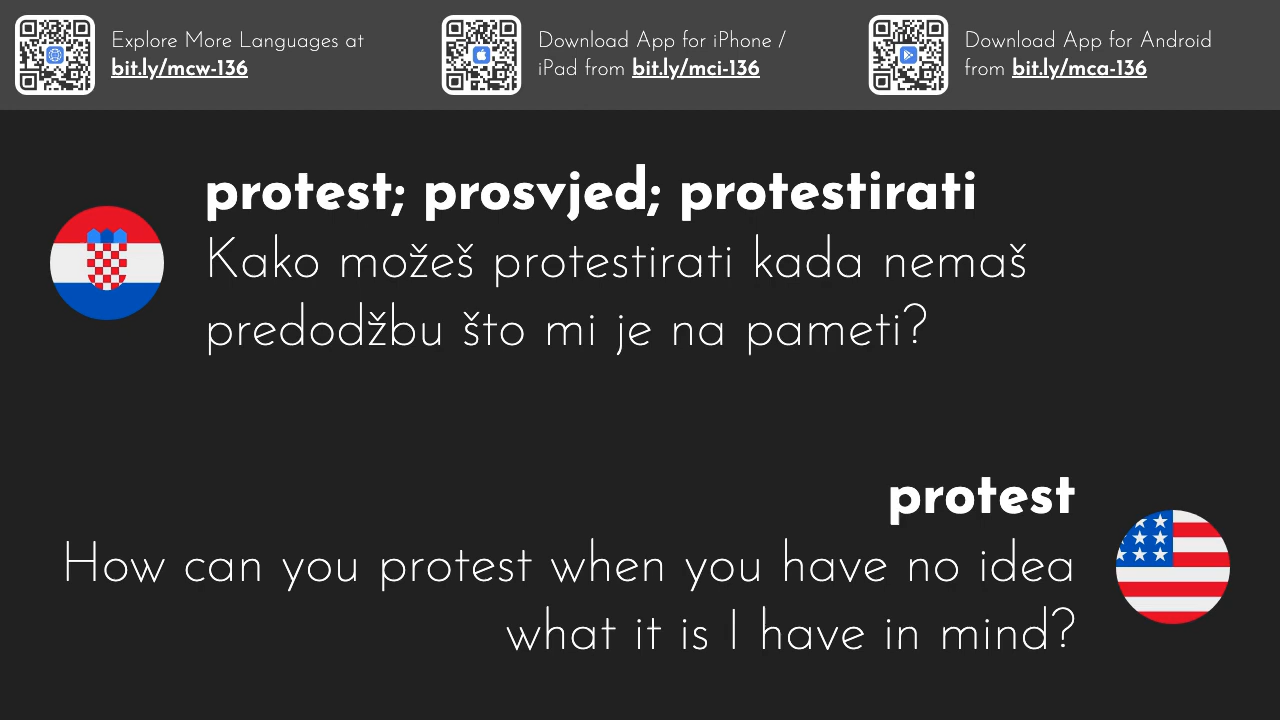 Explore More Languages at
bit.ly/mcw-136
Download App for iPhone /
iPad from bit.ly/mci-136
Download App for Android
from bit.ly/mca-136
protest; prosvjed; protestirati
Kako možeš protestirati kada nemaš
predodžbu što mi je na pameti?
protest
How can you protest when you have no idea
what it is I have in mind?